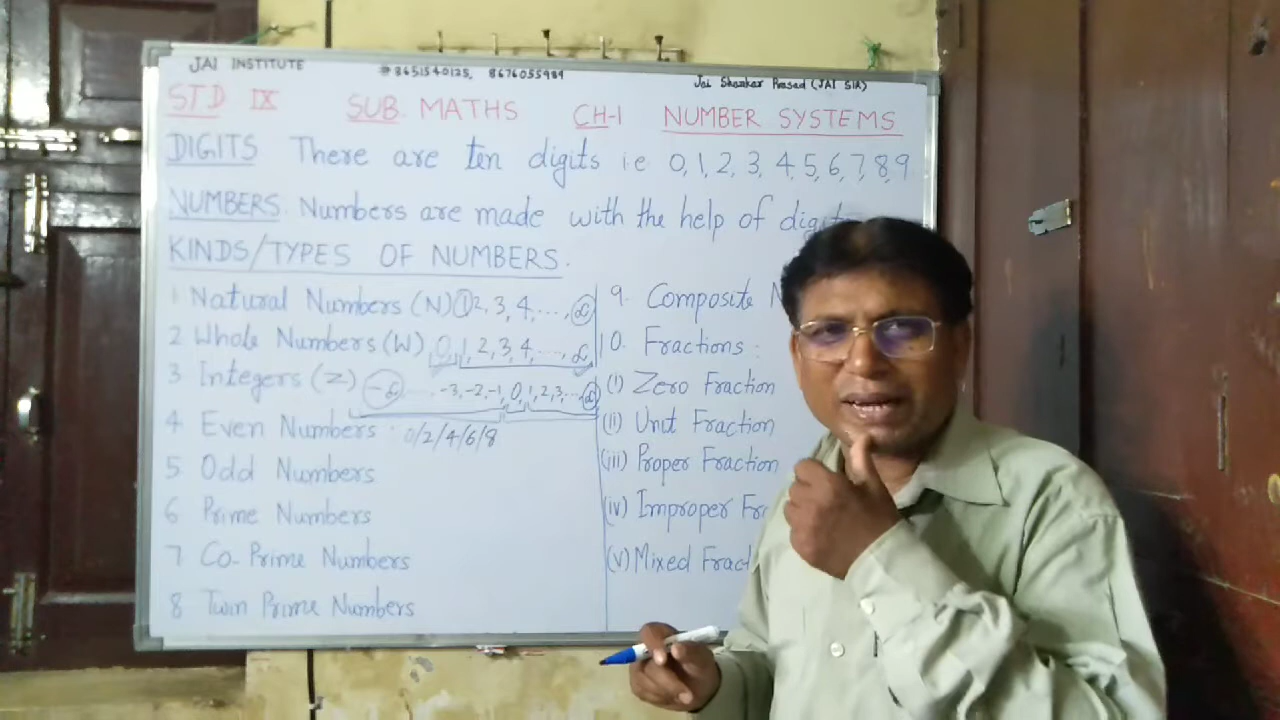 JAI INSTITUTE #8651540125, 8676055989 Jai Shankar Prasad (JAI SIR)
STD IX SUB MATHS CH-1 NUMBER SYSTEMS
DIGITS There are ten digits i.e 0, 1, 2, 3, 4, 5, 6, 7, 8, 9
NUMBERS. Numbers are made with the help of
KINDS/TYPES OF NUMBERS.
1 Natural Numbers (N) 1 2, 3, 4, ..., ∞
2 Whole Numbers (W) 0, 1, 2, 3, 4, ..., ∞
3 Integers (Z) -∞ ..... -3, -2, -1, 0, 1, 2, 3, ... ∞
4 Even Numbers : 0/2/4/6/8
5 Odd Numbers
6 Prime Numbers
7 Co-Prime Numbers
8 Twin Prime Numbers
9. Composite
10. Fractions :
(i) Zero Fraction
(ii) Unit Fraction
(iii) Proper Fraction
(iv) Improper
(v) Mixed